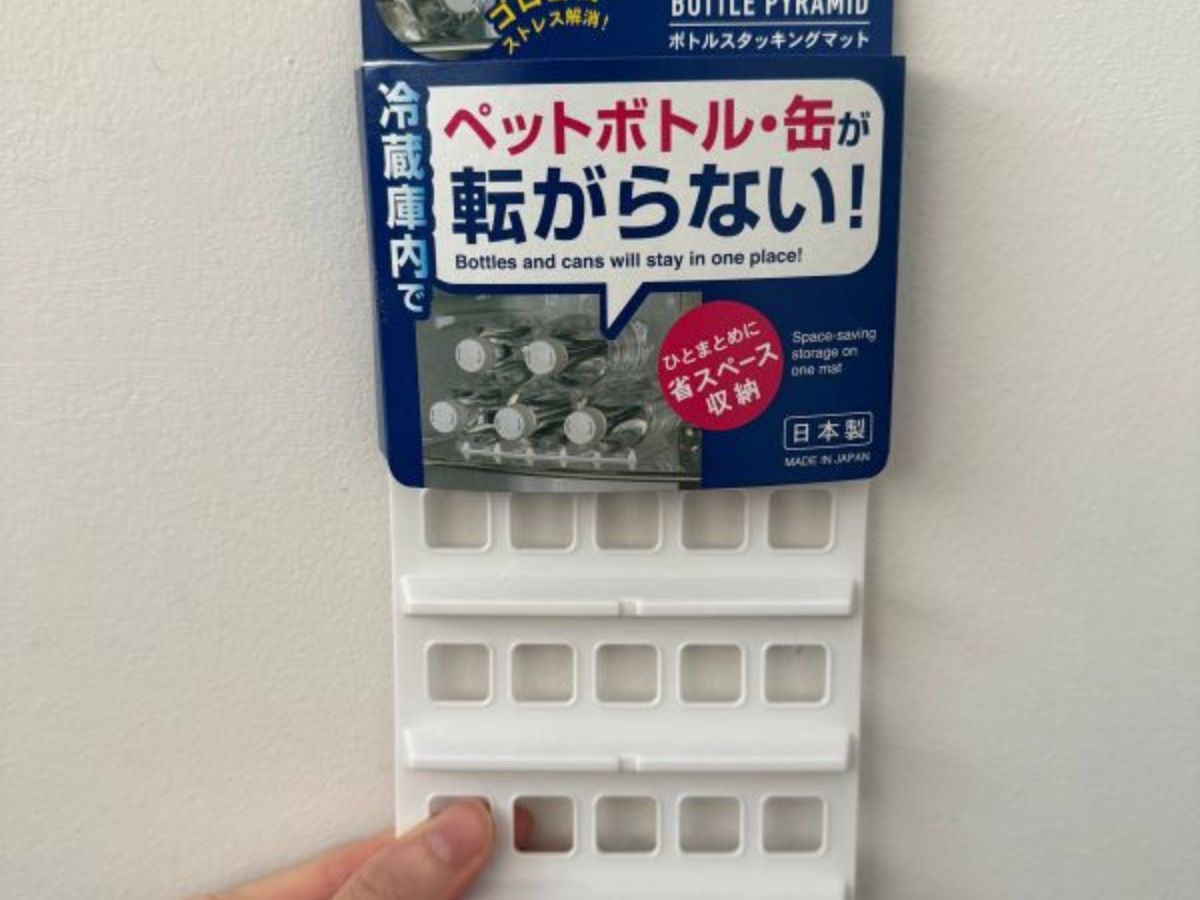 ストレス解消!
BOTTLE PYRAMID
ボトルスタッキングマット
冷蔵庫内で
ペットボトル・缶が
転がらない!
Bottles and cans will stay in one place!
ひとまとめに
省スペース
収納
Space-saving
storage on
one mat
日本製
MADE IN JAPAN